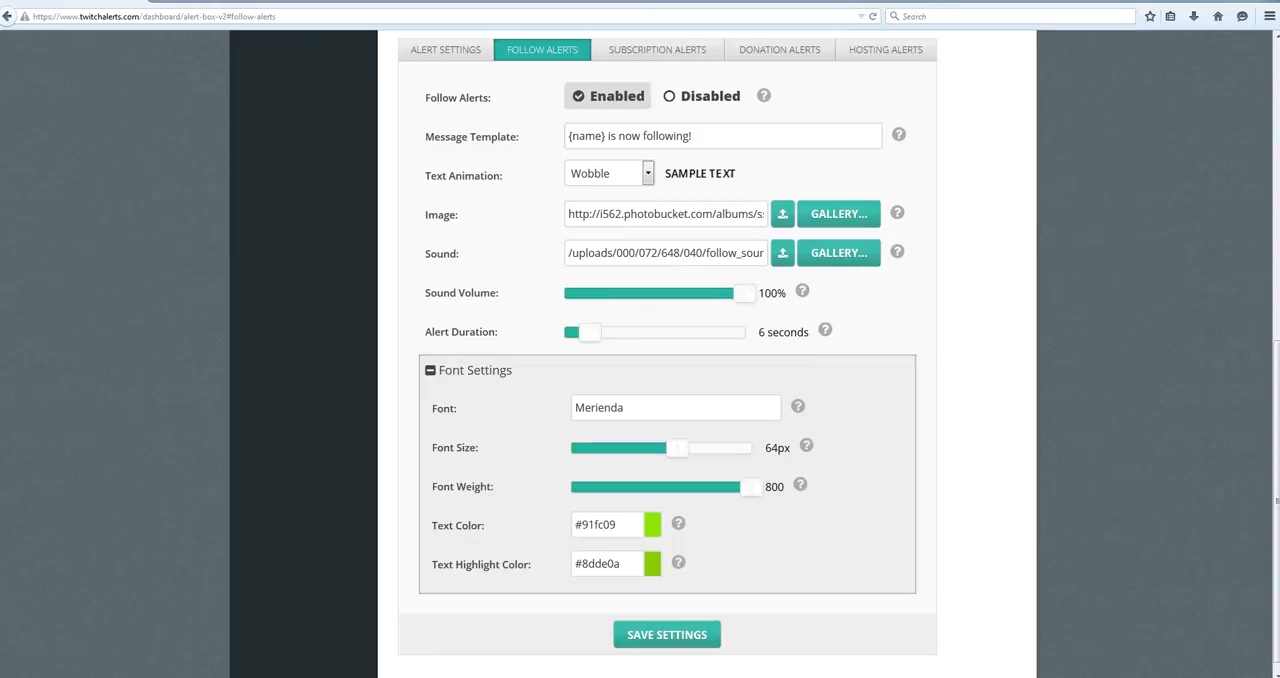 https://www.twitchalerts.com/dashboard/alert-box-v2#follow-alerts
Search
ALERT SETTINGS
FOLLOW ALERTS
SUBSCRIPTION ALERTS
DONATION ALERTS
HOSTING ALERTS
Follow Alerts:
Enabled
Disabled
?
Message Template:
{name} is now following!
?
Text Animation:
Wobble
SAMPLE TEXT
Image:
http://i562.photobucket.com/albums/s
GALLERY...
?
Sound:
/uploads/000/072/648/040/follow_sour
GALLERY...
?
Sound Volume:
100%
?
Alert Duration:
6 seconds
?
Font Settings
Font:
Merienda
?
Font Size:
64px
?
Font Weight:
800
?
Text Color:
#91fc09
?
Text Highlight Color:
#8dde0a
?
SAVE SETTINGS